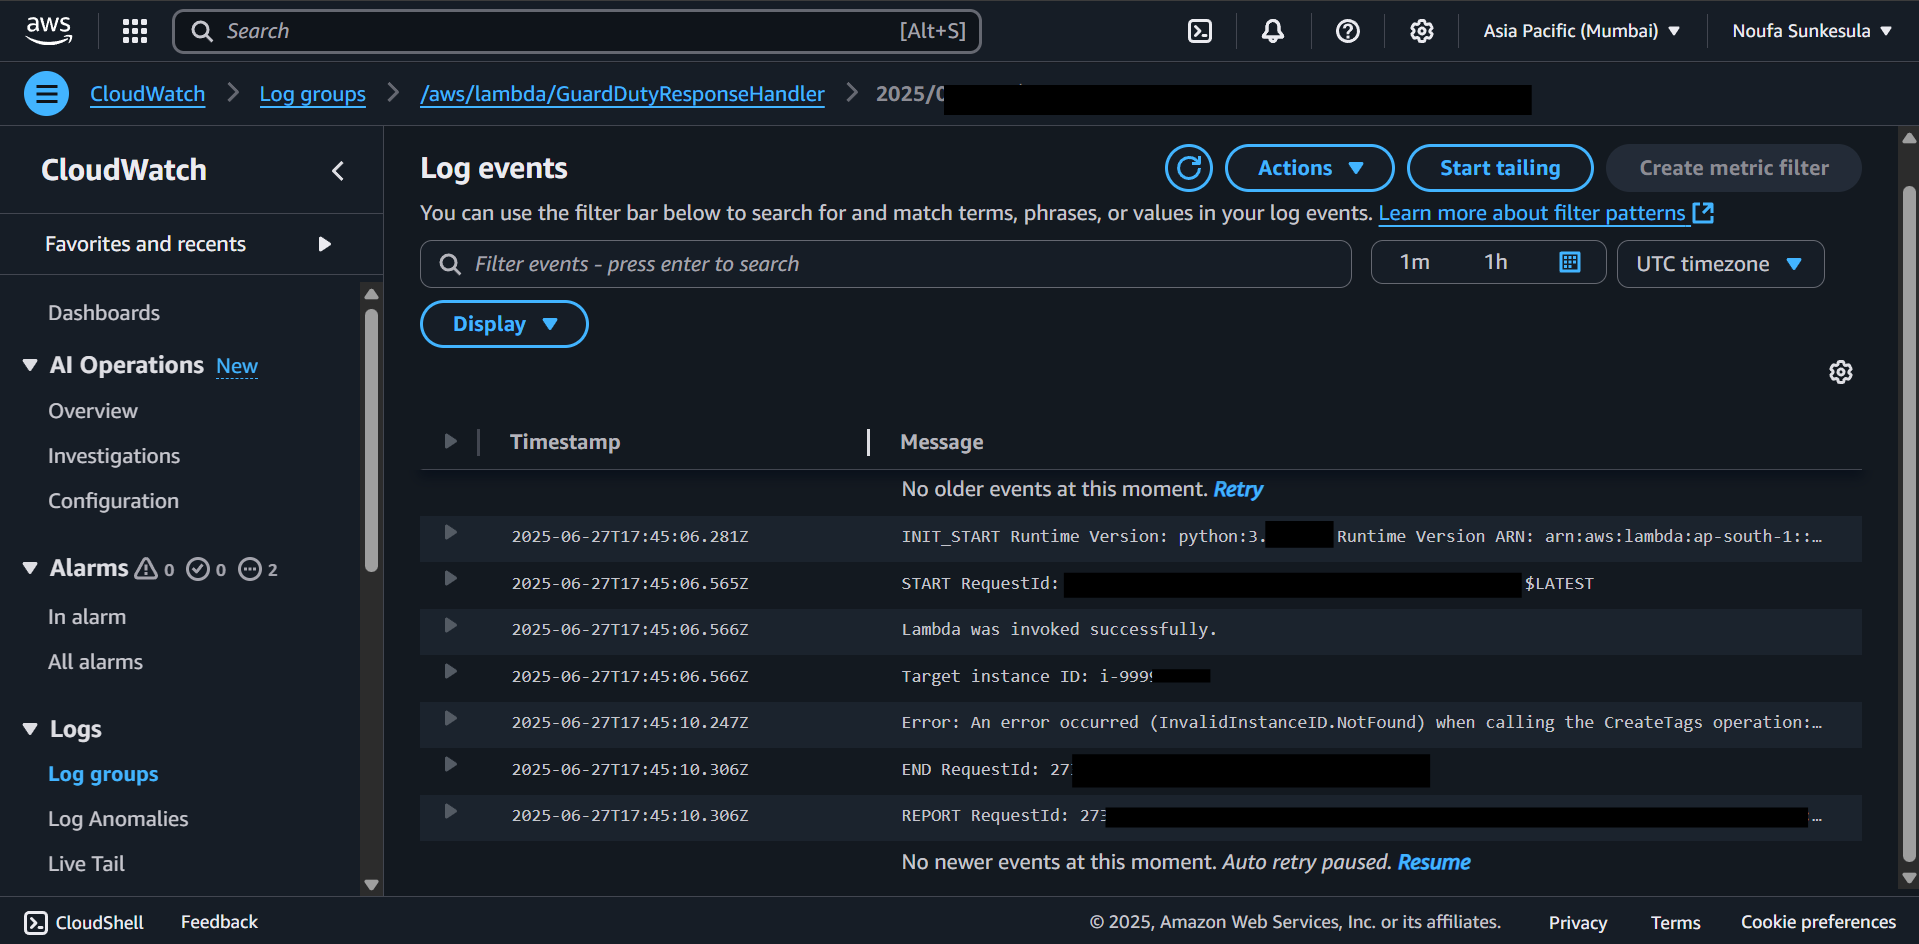 aws
Search [Alt+S]
Asia Pacific (Mumbai)
Noufa Sunkesula
CloudWatch
Log groups
/aws/lambda/GuardDutyResponseHandler
2025/0
CloudWatch
Favorites and recents
Dashboards
AI Operations New
Overview
Investigations
Configuration
Alarms 0 0 2
In alarm
All alarms
Logs
Log groups
Log Anomalies
Live Tail
Log events
Actions
Start tailing
Create metric filter
You can use the filter bar below to search for and match terms, phrases, or values in your log events. Learn more about filter patterns
Filter events - press enter to search
1m 1h
UTC timezone
Display
Timestamp Message
No older events at this moment. Retry
2025-06-27T17:45:06.281Z INIT_START Runtime Version: python:3. Runtime Version ARN: arn:aws:lambda:ap-south-1::…
2025-06-27T17:45:06.565Z START RequestId: $LATEST
2025-06-27T17:45:06.566Z Lambda was invoked successfully.
2025-06-27T17:45:06.566Z Target instance ID: i-999
2025-06-27T17:45:10.247Z Error: An error occurred (InvalidInstanceID.NotFound) when calling the CreateTags operation:…
2025-06-27T17:45:10.306Z END RequestId: 27
2025-06-27T17:45:10.306Z REPORT RequestId: 273 …
No newer events at this moment. Auto retry paused. Resume
CloudShell
Feedback
© 2025, Amazon Web Services, Inc. or its affiliates.
Privacy
Terms
Cookie preferences